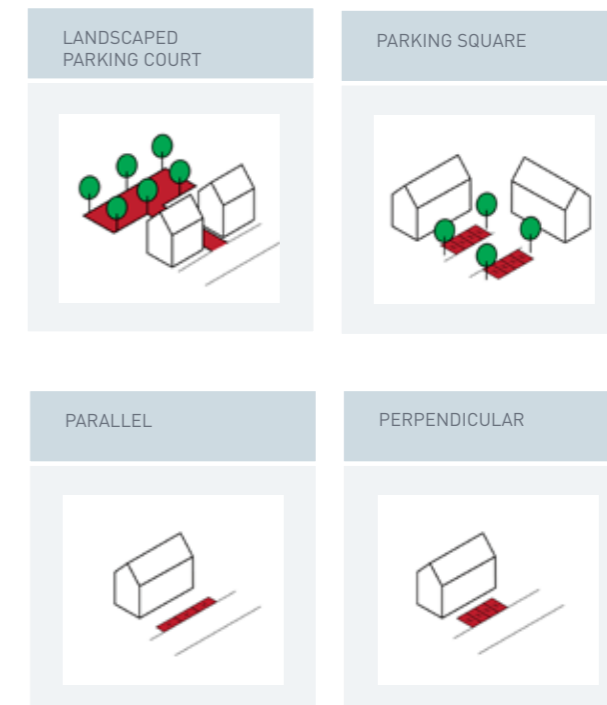 LANDSCAPED
PARKING COURT
PARKING SQUARE
PARALLEL
PERPENDICULAR